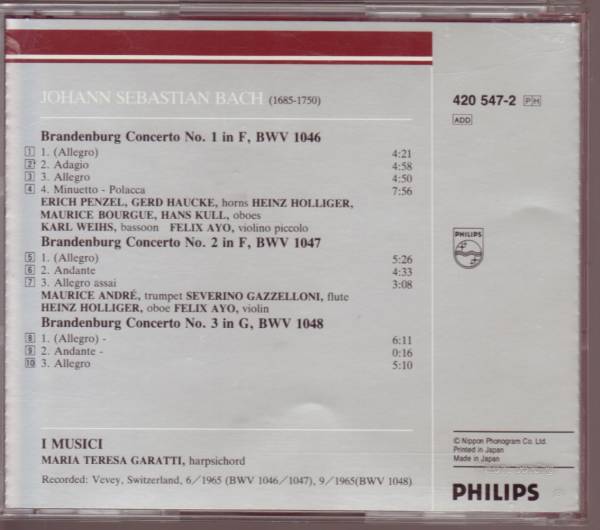 JOHANN SEBASTIAN BACH (1685-1750)
Brandenburg Concerto No. 1 in F, BWV 1046
1 1. (Allegro) 4:21
2 2. Adagio 4:58
3 3. Allegro 4:50
4 4. Minuetto - Polacca 7:56
ERICH PENZEL, GERD HAUCKE, horns HEINZ HOLLIGER,
MAURICE BOURGUE, HANS KULL, oboes
KARL WEIHS, bassoon FELIX AYO, violino piccolo
Brandenburg Concerto No. 2 in F, BWV 1047
5 1. (Allegro) 5:26
6 2. Andante 4:33
7 3. Allegro assai 3:08
MAURICE ANDRÉ, trumpet SEVERINO GAZZELLONI, flute
HEINZ HOLLIGER, oboe FELIX AYO, violin
Brandenburg Concerto No. 3 in G, BWV 1048
8 1. (Allegro) - 6:11
9 2. Andante - 0:16
10 3. Allegro 5:10
I MUSICI
MARIA TERESA GARATTI, harpsichord
Recorded: Vevey, Switzerland, 6/1965 (BWV 1046/1047), 9/1965(BWV 1048)
420 547-2 PH
ADD
PHILIPS
© Nippon Phonogram Co. Ltd.
Printed in Japan
Made in Japan
PHILIPS